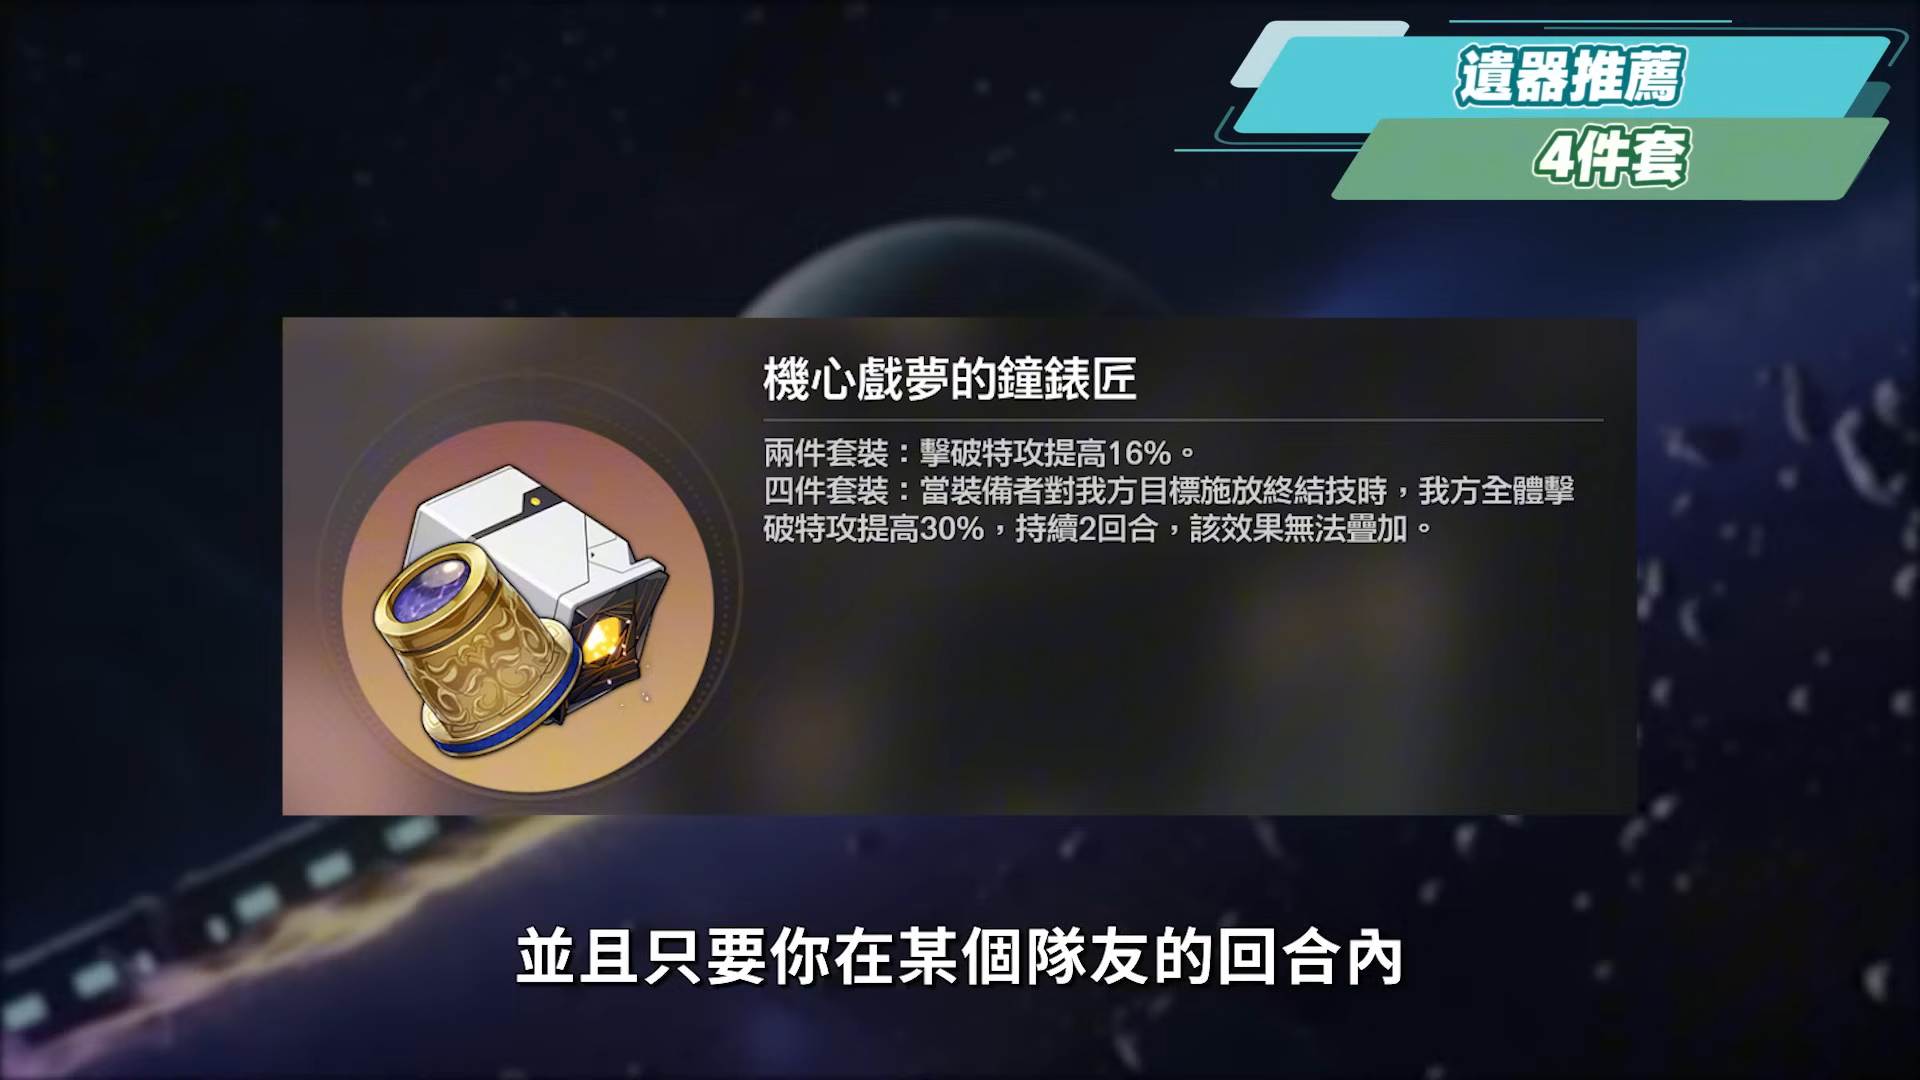 遺器推薦
4件套
機心戲夢的鐘錶匠
兩件套裝：擊破特攻提高16%。
四件套裝：當裝備者對我方目標施放終結技時，我方全體擊
破特攻提高30%，持續2回合，該效果無法疊加。
並且只要你在某個隊友的回合內